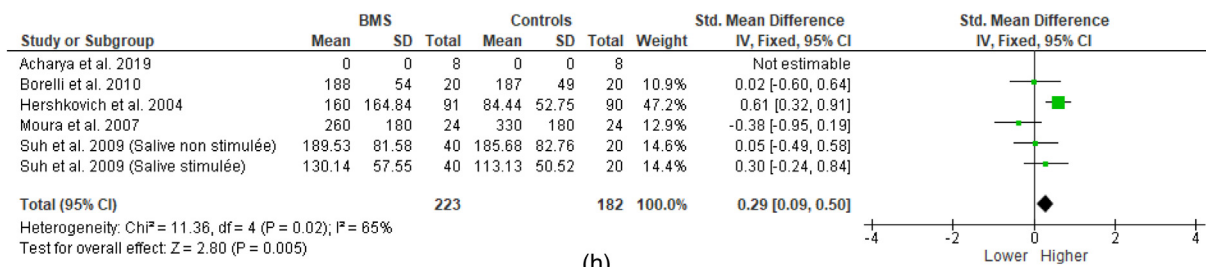 BMS Controls Std. Mean Difference Std. Mean Difference
Study or Subgroup Mean SD Total Mean SD Total Weight IV, Fixed, 95% CI IV, Fixed, 95% CI
Acharya et al. 2019 0 0 8 0 0 8 Not estimable
Borelli et al. 2010 188 54 20 187 49 20 10.9% 0.02 [-0.60, 0.64]
Hershkovich et al. 2004 160 164.84 91 84.44 52.75 90 47.2% 0.61 [0.32, 0.91]
Moura et al. 2007 260 180 24 330 180 24 12.9% -0.38 [-0.95, 0.19]
Suh et al. 2009 (Salive non stimulée) 189.53 81.58 40 185.68 82.76 20 14.6% 0.05 [-0.49, 0.58]
Suh et al. 2009 (Salive stimulée) 130.14 57.55 40 113.13 50.52 20 14.4% 0.30 [-0.24, 0.84]
Total (95% CI) 223 182 100.0% 0.29 [0.09, 0.50]
Heterogeneity: Chi² = 11.36, df = 4 (P = 0.02); I² = 65%
Test for overall effect: Z = 2.80 (P = 0.005)
-4 -2 0 2 4
Lower Higher
(h)